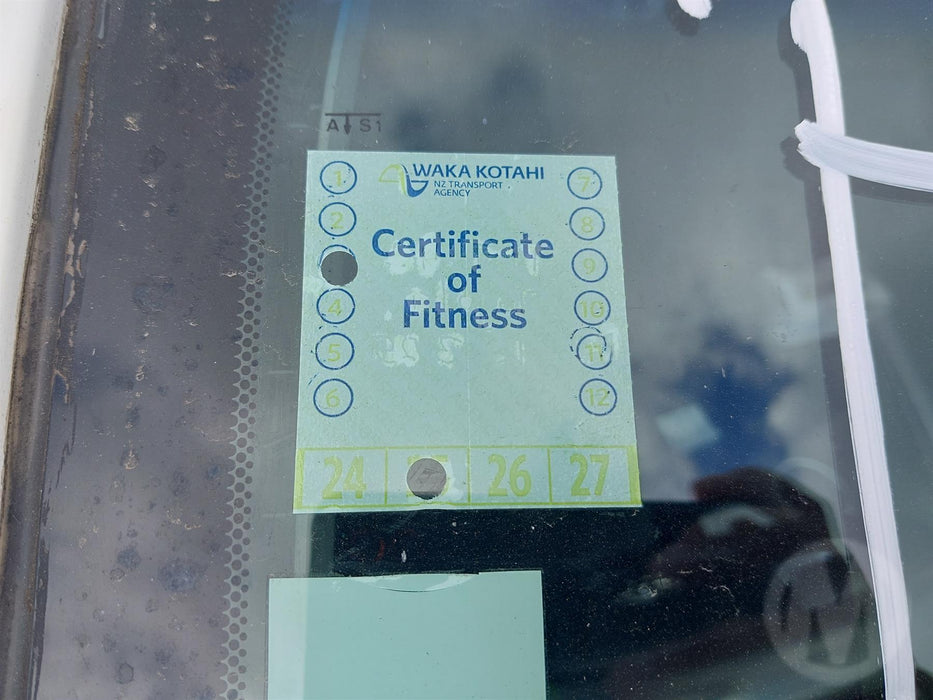 A S1
WAKA KOTAHI
NZ TRANSPORT
AGENCY
Certificate
of
Fitness
1
2
4
5
6
7
8
9
10
11
12
24 26 27